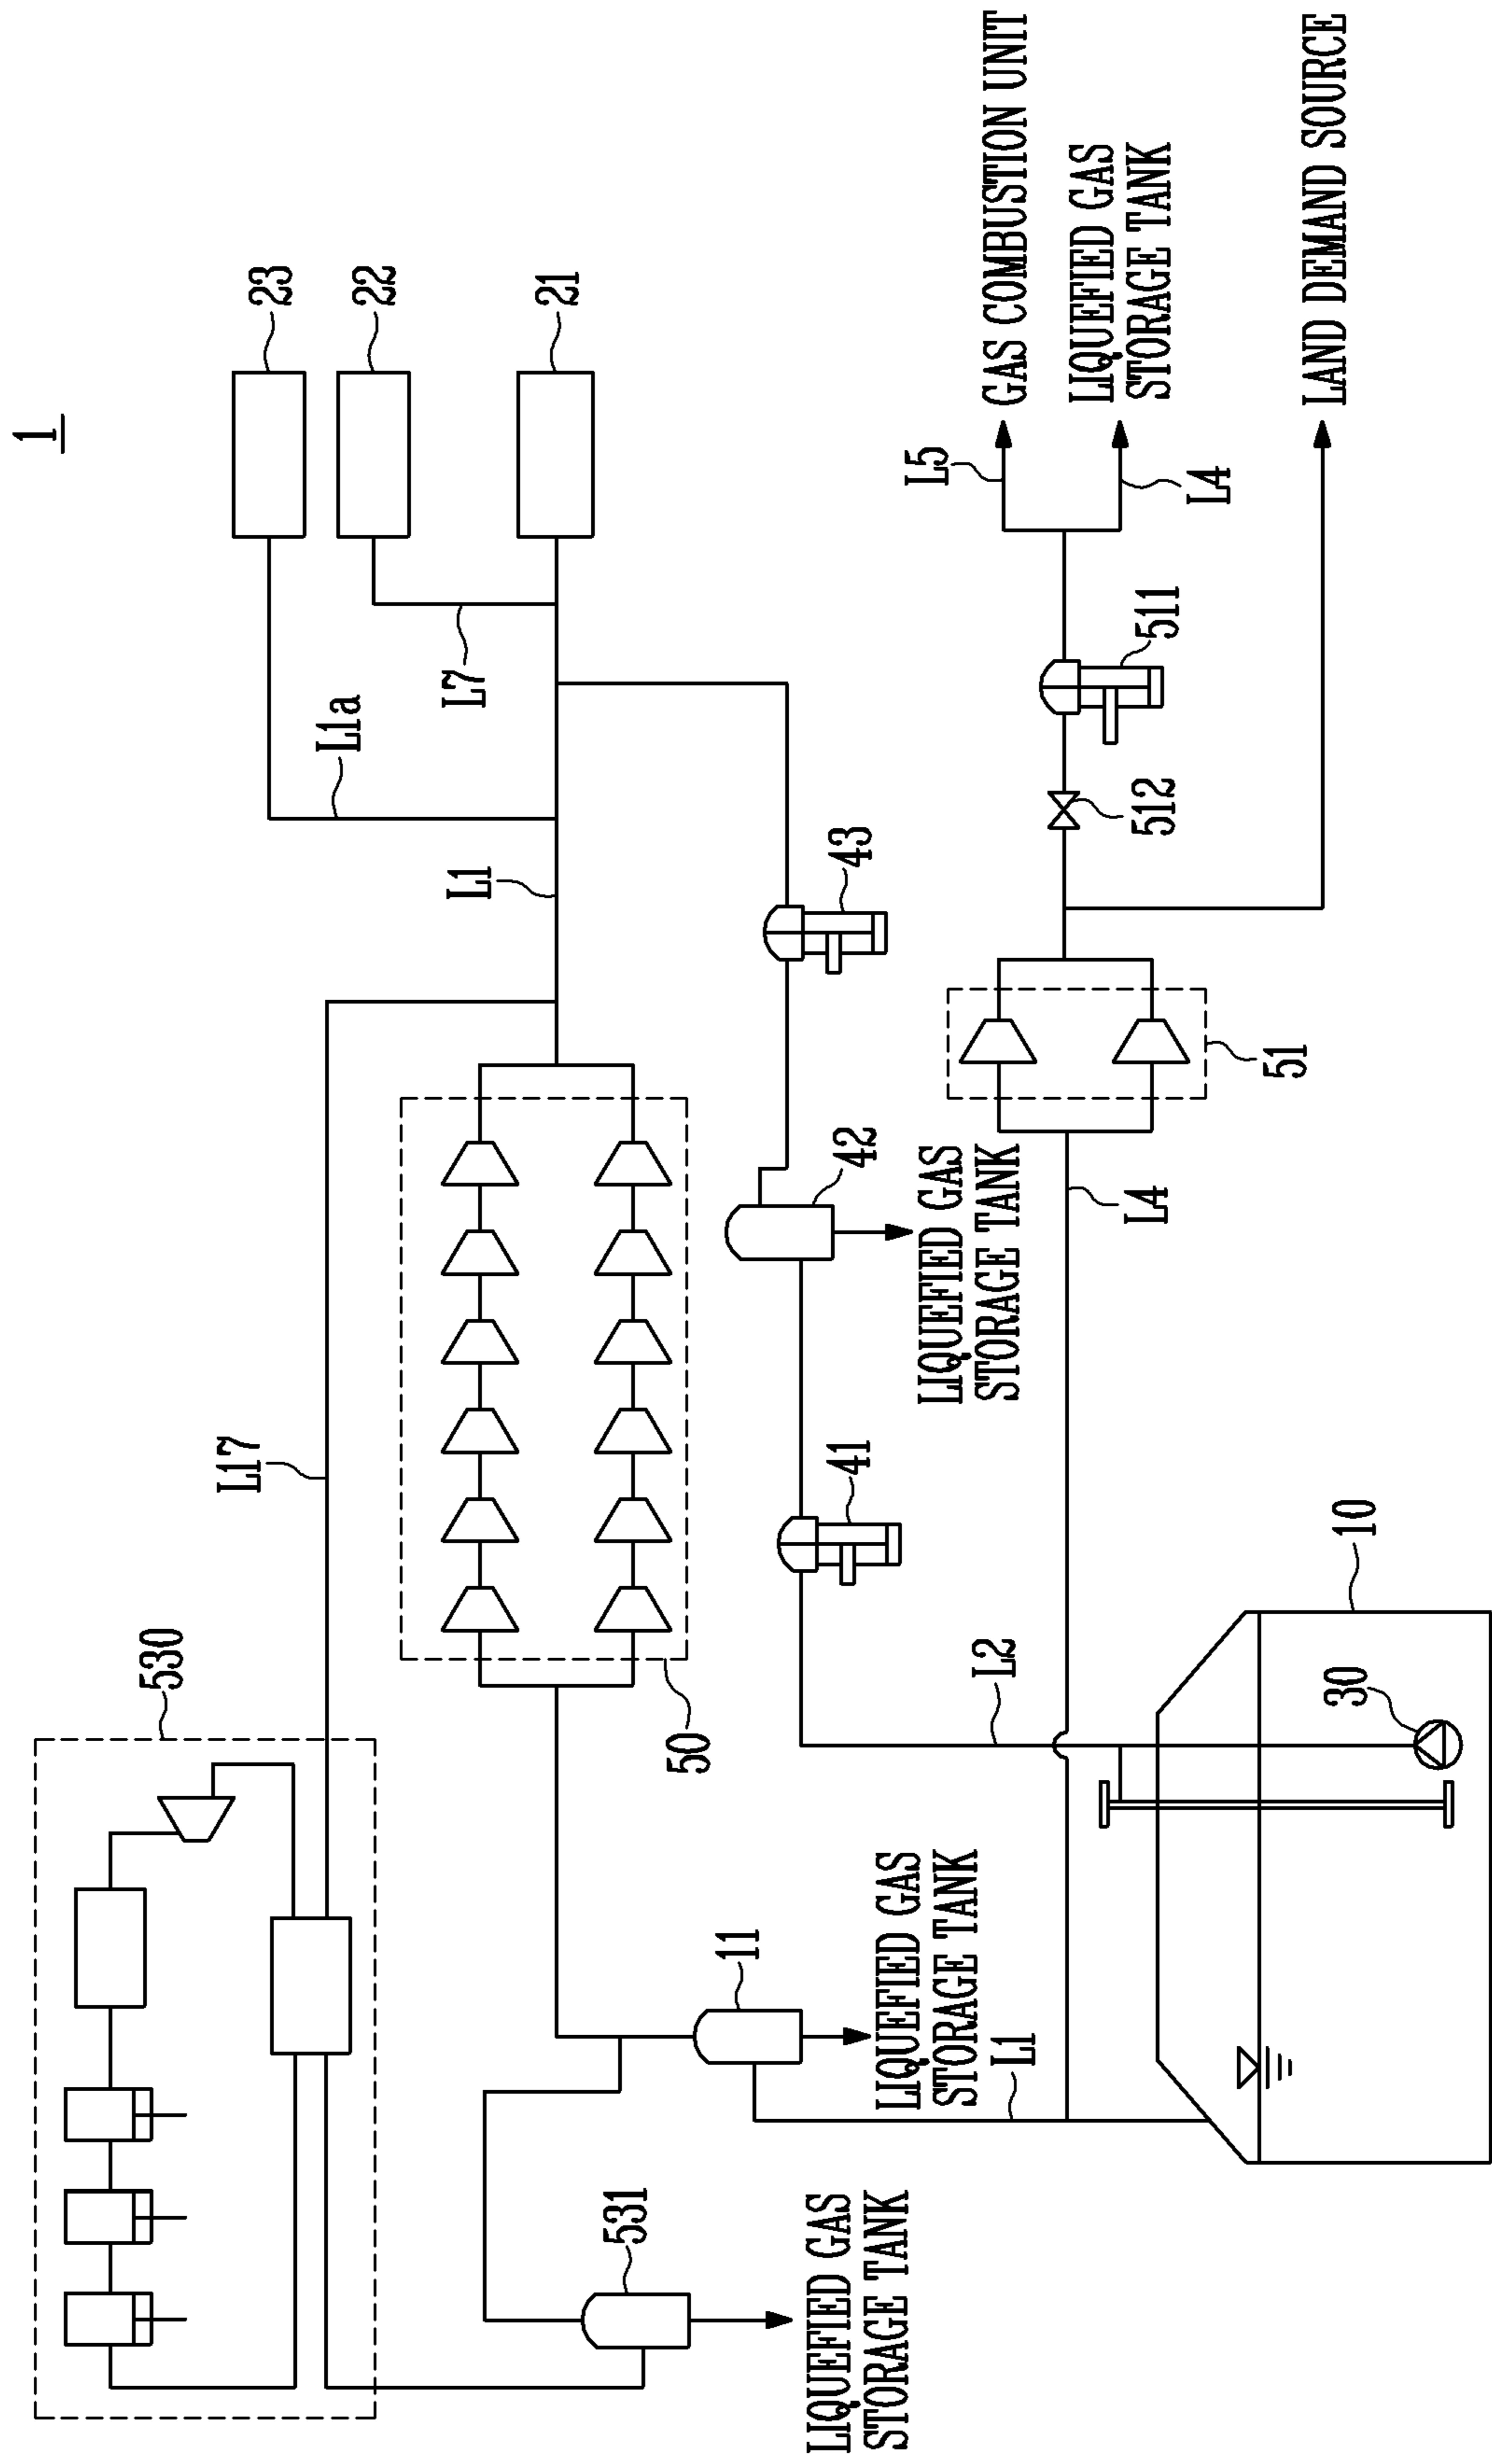 1
530
L17
L1
L1a
L7
23
22
21
50
43
42
41
LIQUEFIED GAS
STORAGE TANK
531
LIQUEFIED GAS
STORAGE TANK
11
LIQUEFIED GAS
STORAGE TANK
L1
L2
L4
51
512
511
L5
L4
GAS COMBUSTION UNIT
LIQUEFIED GAS
STORAGE TANK
LAND DEMAND SOURCE
10
30